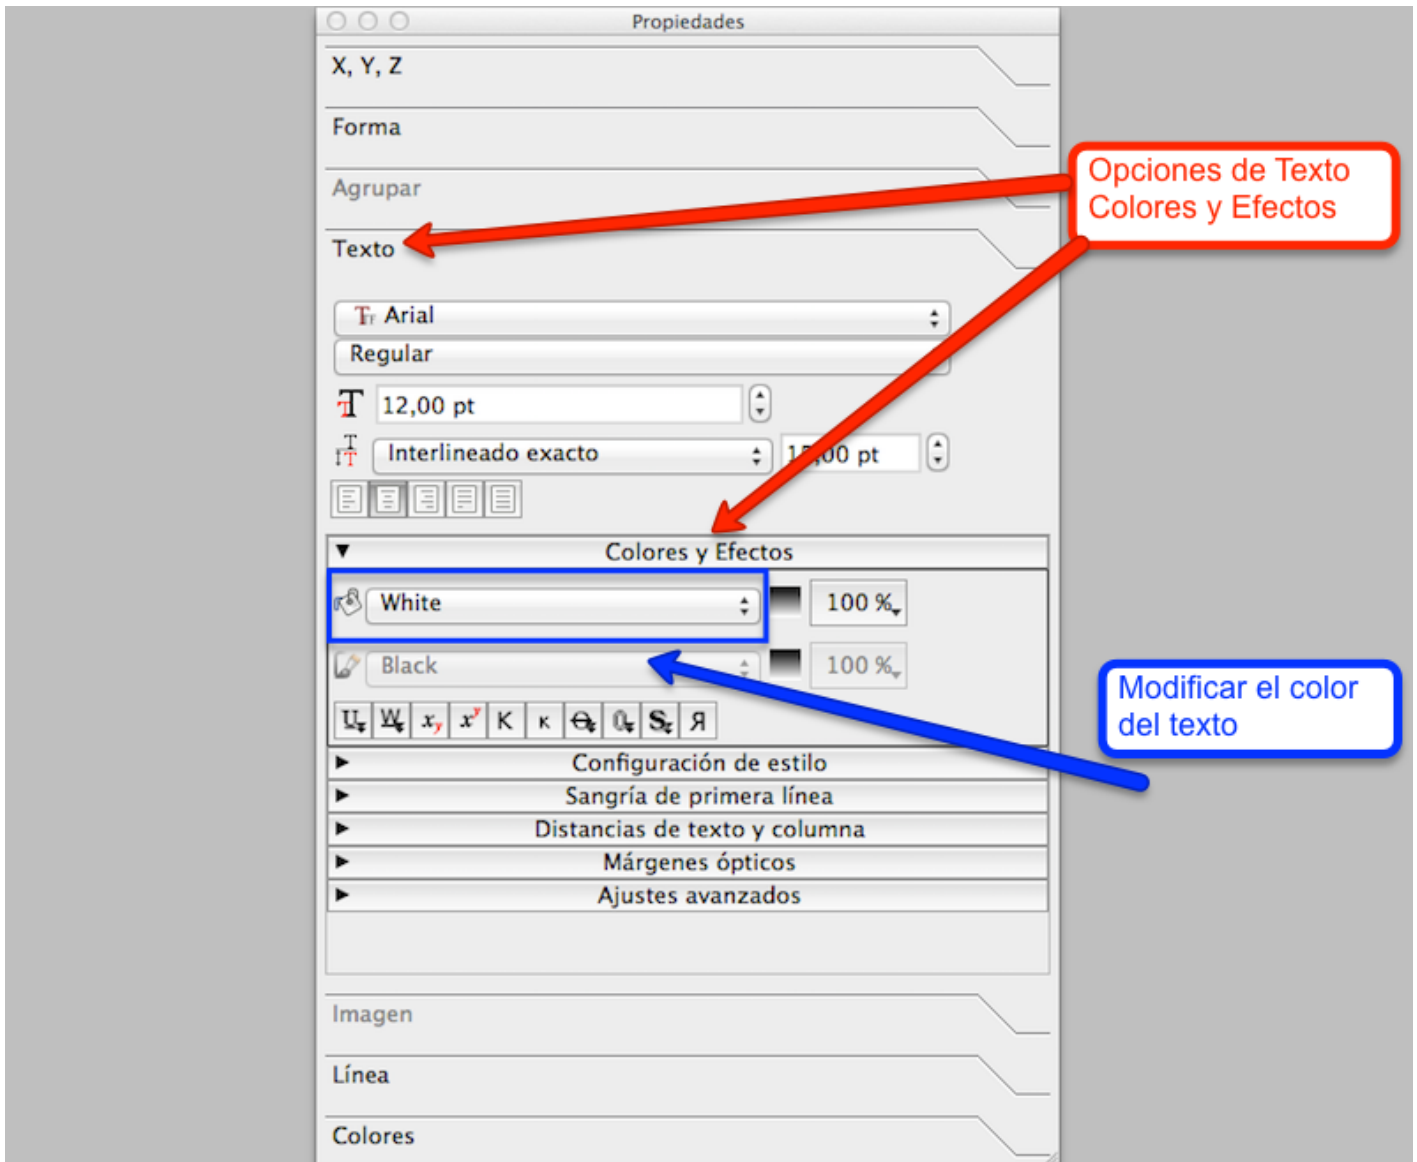 Propiedades
X, Y, Z
Forma
Agrupar
Opciones de Texto
Colores y Efectos
Texto
Arial
Regular
12,00 pt
Interlineado exacto
pt
Colores y Efectos
White 100 %
Black 100 %
Modificar el color
del texto
Configuración de estilo
Sangría de primera línea
Distancias de texto y columna
Márgenes ópticos
Ajustes avanzados
Imagen
Línea
Colores